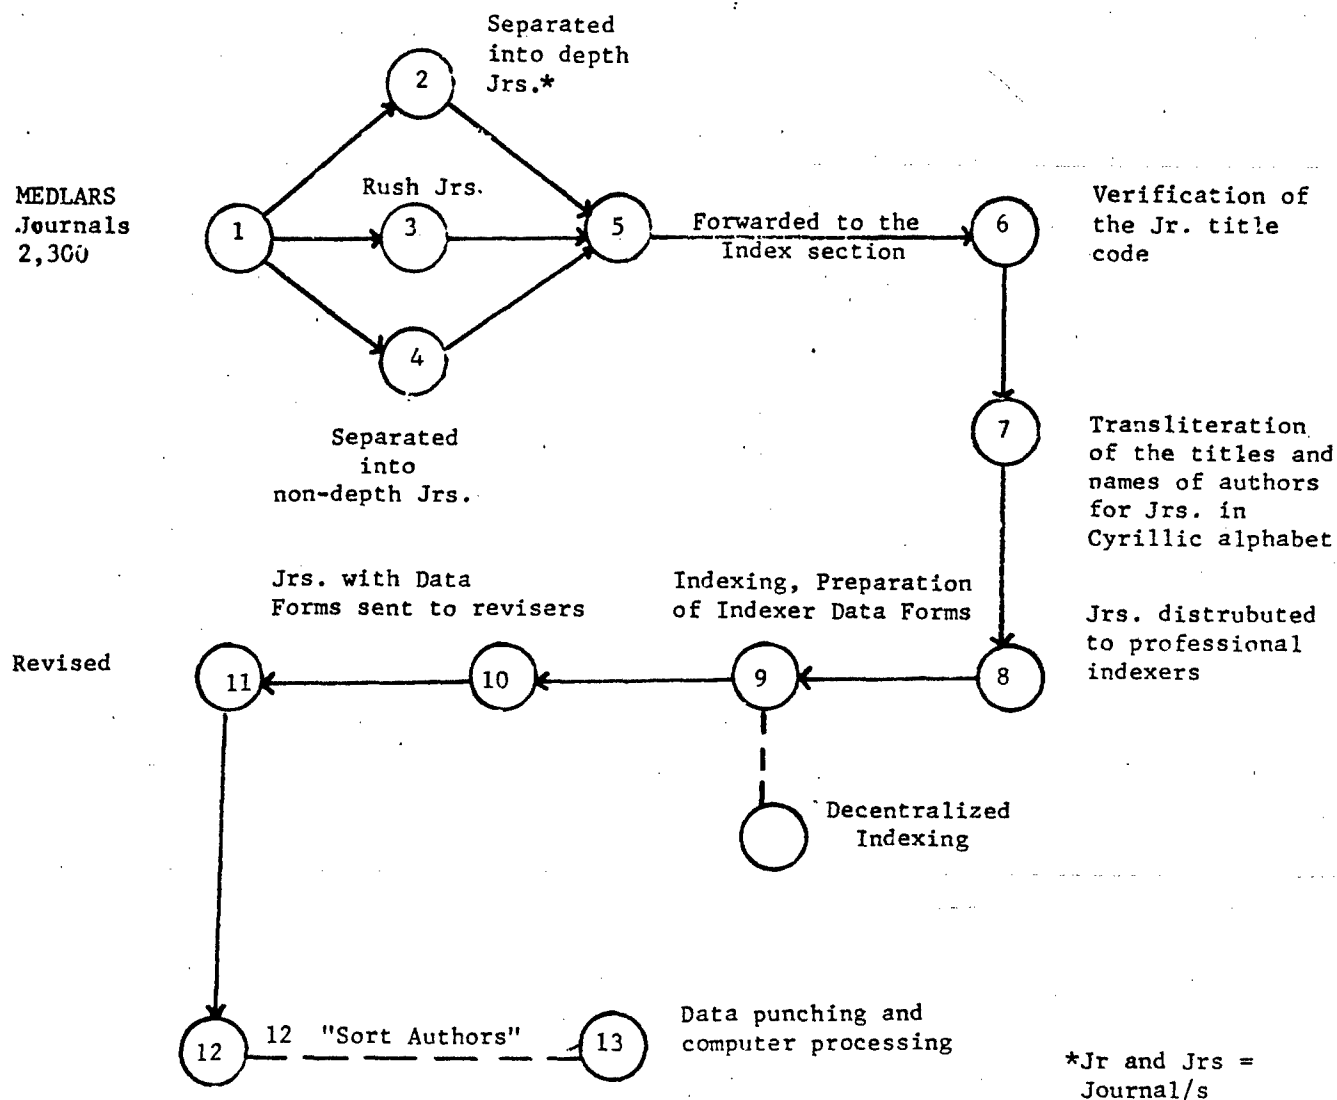 Separated
into depth
Jrs.*
2
MEDLARS
Journals
2,300
1
Rush Jrs.
3
5
Forwarded to the
Index section
6
Verification of
the Jr. title
code
4
Separated
into
non-depth Jrs.
7
Transliteration
of the titles and
names of authors
for Jrs. in
Cyrillic alphabet
Jrs. with Data
Forms sent to revisers
Indexing, Preparation
of Indexer Data Forms
Jrs. distrubuted
to professional
indexers
Revised
11
10
9
8
Decentralized
Indexing
12
12 "Sort Authors"
13
Data punching and
computer processing
*Jr and Jrs =
Journal/s